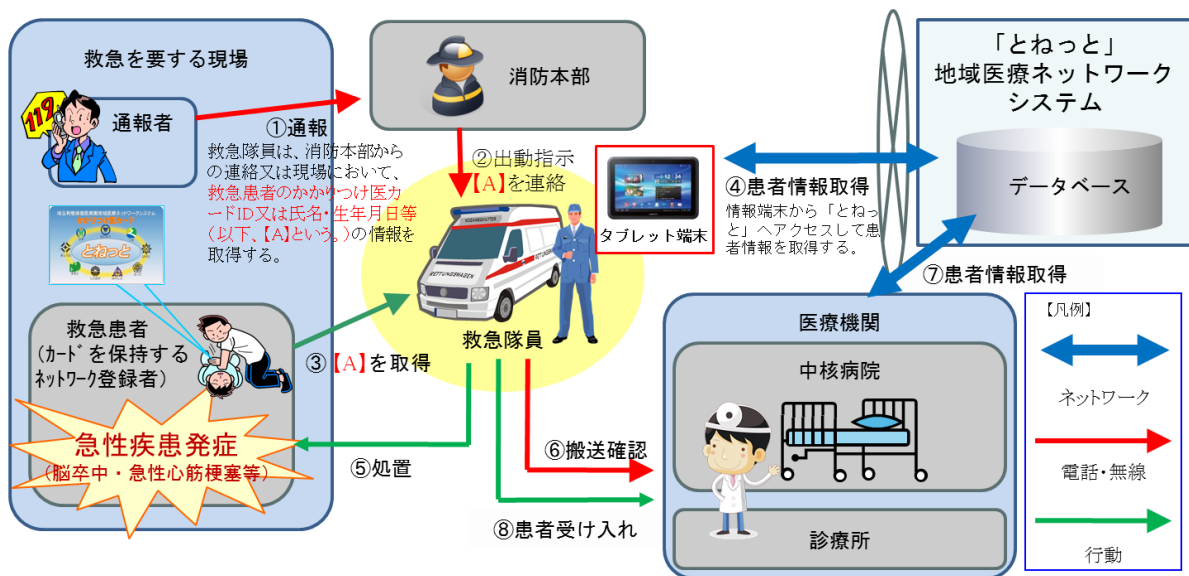 救急を要する現場
119
通報者
①通報
救急隊員は、消防本部から
の連絡又は現場において、
救急患者のかかりつけ医カ
ードID又は氏名・生年月日等
(以下、【A】という。)の情報を
取得する。
とねっと
救急患者
(カードを保持する
ネットワーク登録者)
急性疾患発症
(脳卒中・急性心筋梗塞等)
消防本部
②出動指示
【A】を連絡
タブレット端末
救急隊員
③【A】を取得
⑤処置
⑥搬送確認
⑧患者受け入れ
④患者情報取得
情報端末から「とねっ
と」へアクセスして患
者情報を取得する。
「とねっと」
地域医療ネットワーク
システム
データベース
⑦患者情報取得
医療機関
中核病院
診療所
【凡例】
ネットワーク
電話・無線
行動